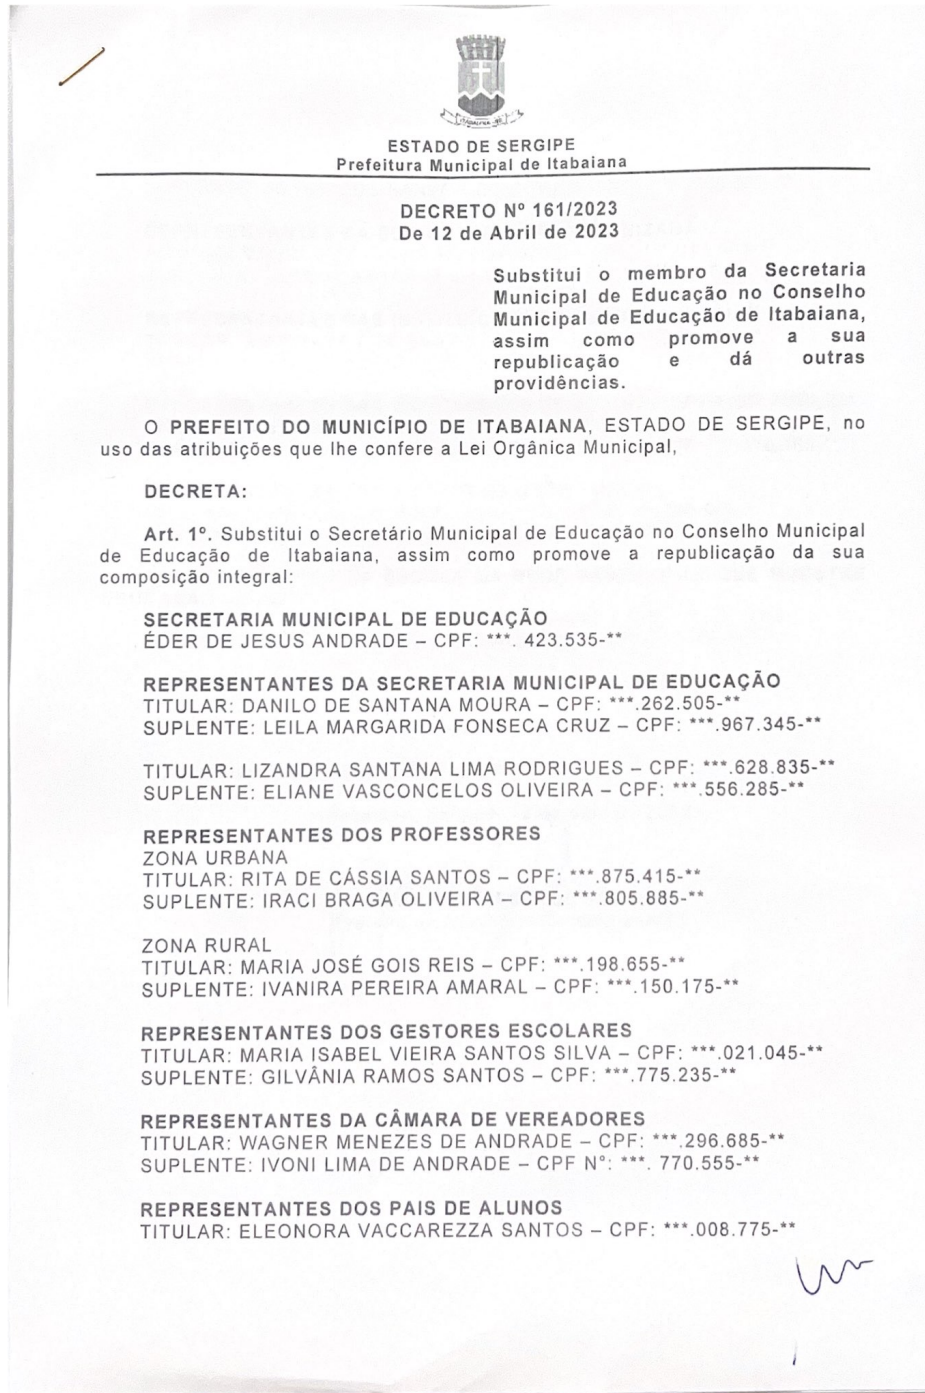 ITABAIANA - SE
ESTADO DE SERGIPE
Prefeitura Municipal de Itabaiana
DECRETO Nº 161/2023
De 12 de Abril de 2023
Substitui o membro da Secretaria
Municipal de Educação no Conselho
Municipal de Educação de Itabaiana,
assim como promove a sua
republicação e dá outras
providências.
O PREFEITO DO MUNICÍPIO DE ITABAIANA, ESTADO DE SERGIPE, no
uso das atribuições que lhe confere a Lei Orgânica Municipal,
DECRETA:
Art. 1º. Substitui o Secretário Municipal de Educação no Conselho Municipal
de Educação de Itabaiana, assim como promove a republicação da sua
composição integral:
SECRETARIA MUNICIPAL DE EDUCAÇÃO
ÉDER DE JESUS ANDRADE – CPF: ***. 423.535-**
REPRESENTANTES DA SECRETARIA MUNICIPAL DE EDUCAÇÃO
TITULAR: DANILO DE SANTANA MOURA – CPF: ***.262.505-**
SUPLENTE: LEILA MARGARIDA FONSECA CRUZ – CPF: ***.967.345-**
TITULAR: LIZANDRA SANTANA LIMA RODRIGUES – CPF: ***.628.835-**
SUPLENTE: ELIANE VASCONCELOS OLIVEIRA – CPF: ***.556.285-**
REPRESENTANTES DOS PROFESSORES
ZONA URBANA
TITULAR: RITA DE CÁSSIA SANTOS – CPF: ***.875.415-**
SUPLENTE: IRACI BRAGA OLIVEIRA – CPF: ***.805.885-**
ZONA RURAL
TITULAR: MARIA JOSÉ GOIS REIS – CPF: ***.198.655-**
SUPLENTE: IVANIRA PEREIRA AMARAL – CPF: ***.150.175-**
REPRESENTANTES DOS GESTORES ESCOLARES
TITULAR: MARIA ISABEL VIEIRA SANTOS SILVA – CPF: ***.021.045-**
SUPLENTE: GILVÂNIA RAMOS SANTOS – CPF: ***.775.235-**
REPRESENTANTES DA CÂMARA DE VEREADORES
TITULAR: WAGNER MENEZES DE ANDRADE – CPF: ***.296.685-**
SUPLENTE: IVONI LIMA DE ANDRADE – CPF N°: ***. 770.555-**
REPRESENTANTES DOS PAIS DE ALUNOS
TITULAR: ELEONORA VACCAREZZA SANTOS – CPF: ***.008.775-**